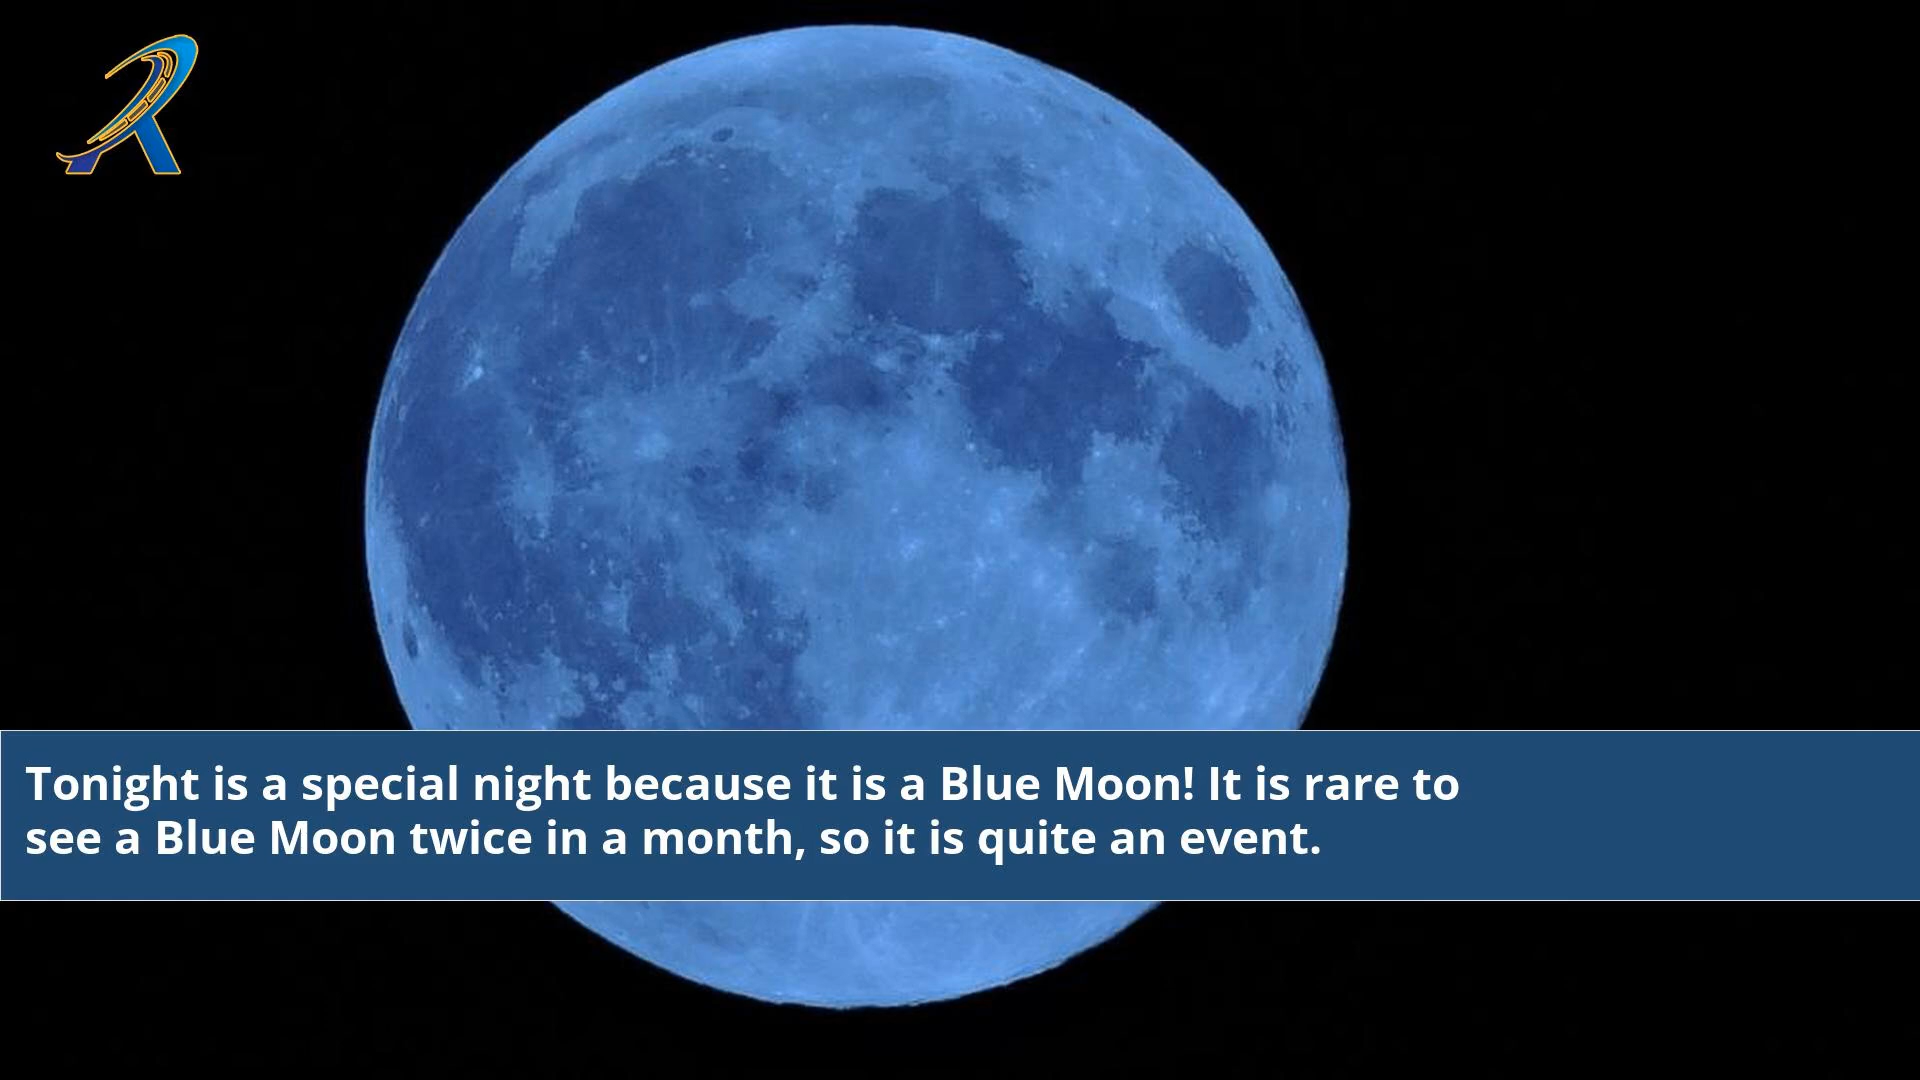 Tonight is a special night because it is a Blue Moon! It is rare to
see a Blue Moon twice in a month, so it is quite an event.